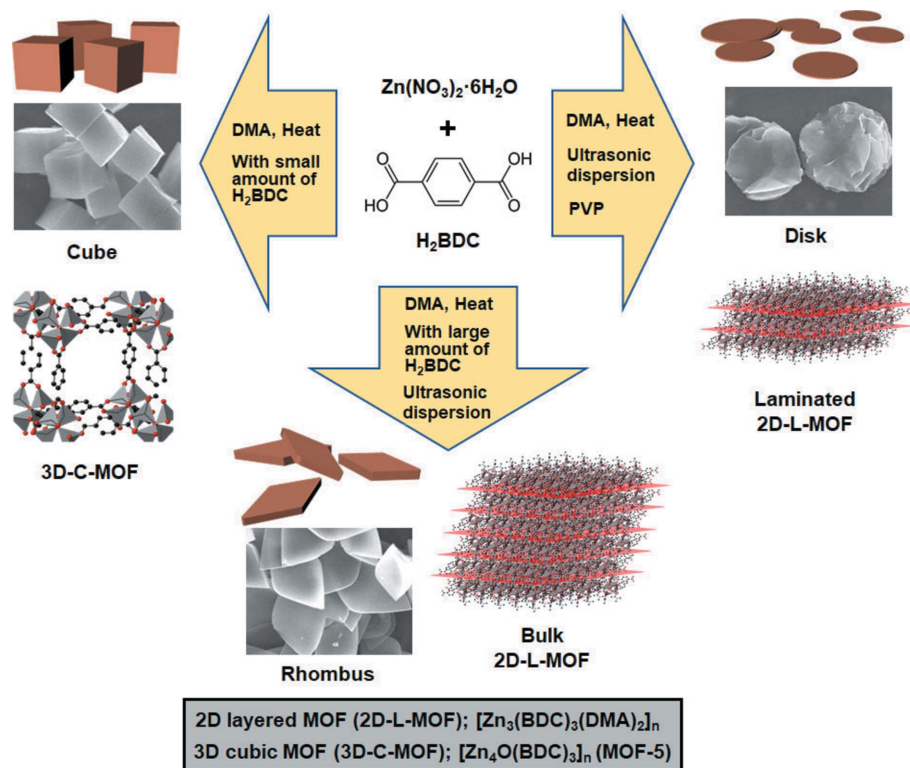 Zn(NO₃)₂·6H₂O
+
HO
O
O
OH
H₂BDC
DMA, Heat
With small
amount of
H₂BDC
Cube
3D-C-MOF
DMA, Heat
Ultrasonic
dispersion
PVP
Disk
Laminated
2D-L-MOF
DMA, Heat
With large
amount of
H₂BDC
Ultrasonic
dispersion
Rhombus
Bulk
2D-L-MOF
2D layered MOF (2D-L-MOF); [Zn₃(BDC)₃(DMA)₂]ₙ
3D cubic MOF (3D-C-MOF); [Zn₄O(BDC)₃]ₙ (MOF-5)